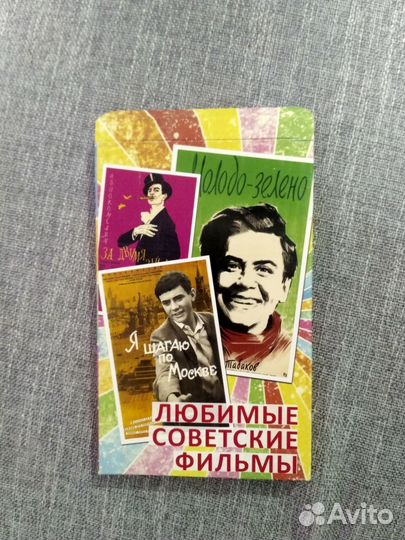 Молодо-зелено
ЗА ДВУМЯ
Табаков
Я ШАГАЮ
ПО
МОСКВЕ
ЛЮБИМЫЕ
СОВЕТСКИЕ
ФИЛЬМЫ
Avito